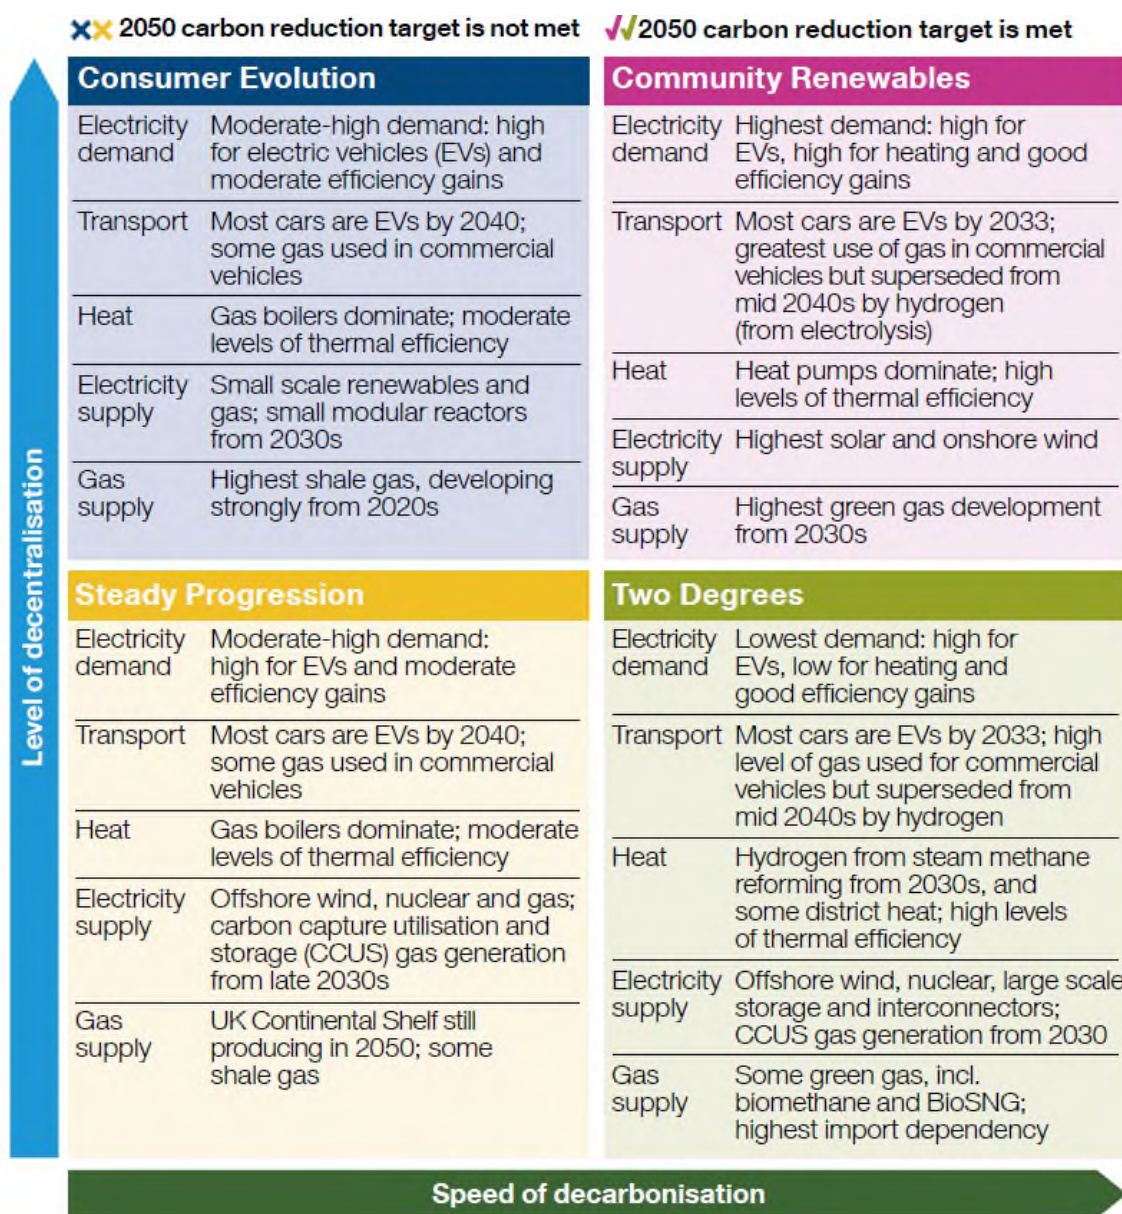 2050 carbon reduction target is not met
2050 carbon reduction target is met
Level of decentralisation
Consumer Evolution
Electricity demand Moderate-high demand: high
for electric vehicles (EVs) and
moderate efficiency gains
Transport Most cars are EVs by 2040;
some gas used in commercial
vehicles
Heat Gas boilers dominate; moderate
levels of thermal efficiency
Electricity supply Small scale renewables and
gas; small modular reactors
from 2030s
Gas supply Highest shale gas, developing
strongly from 2020s
Community Renewables
Electricity demand Highest demand: high for
EVs, high for heating and good
efficiency gains
Transport Most cars are EVs by 2033;
greatest use of gas in commercial
vehicles but superseded from
mid 2040s by hydrogen
(from electrolysis)
Heat Heat pumps dominate; high
levels of thermal efficiency
Electricity supply Highest solar and onshore wind
Gas supply Highest green gas development
from 2030s
Steady Progression
Electricity demand Moderate-high demand:
high for EVs and moderate
efficiency gains
Transport Most cars are EVs by 2040;
some gas used in commercial
vehicles
Heat Gas boilers dominate; moderate
levels of thermal efficiency
Electricity supply Offshore wind, nuclear and gas;
carbon capture utilisation and
storage (CCUS) gas generation
from late 2030s
Gas supply UK Continental Shelf still
producing in 2050; some
shale gas
Two Degrees
Electricity demand Lowest demand: high for
EVs, low for heating and
good efficiency gains
Transport Most cars are EVs by 2033; high
level of gas used for commercial
vehicles but superseded from
mid 2040s by hydrogen
Heat Hydrogen from steam methane
reforming from 2030s, and
some district heat; high levels
of thermal efficiency
Electricity supply Offshore wind, nuclear, large scale
storage and interconnectors;
CCUS gas generation from 2030
Gas supply Some green gas, incl.
biomethane and BioSNG;
highest import dependency
Speed of decarbonisation